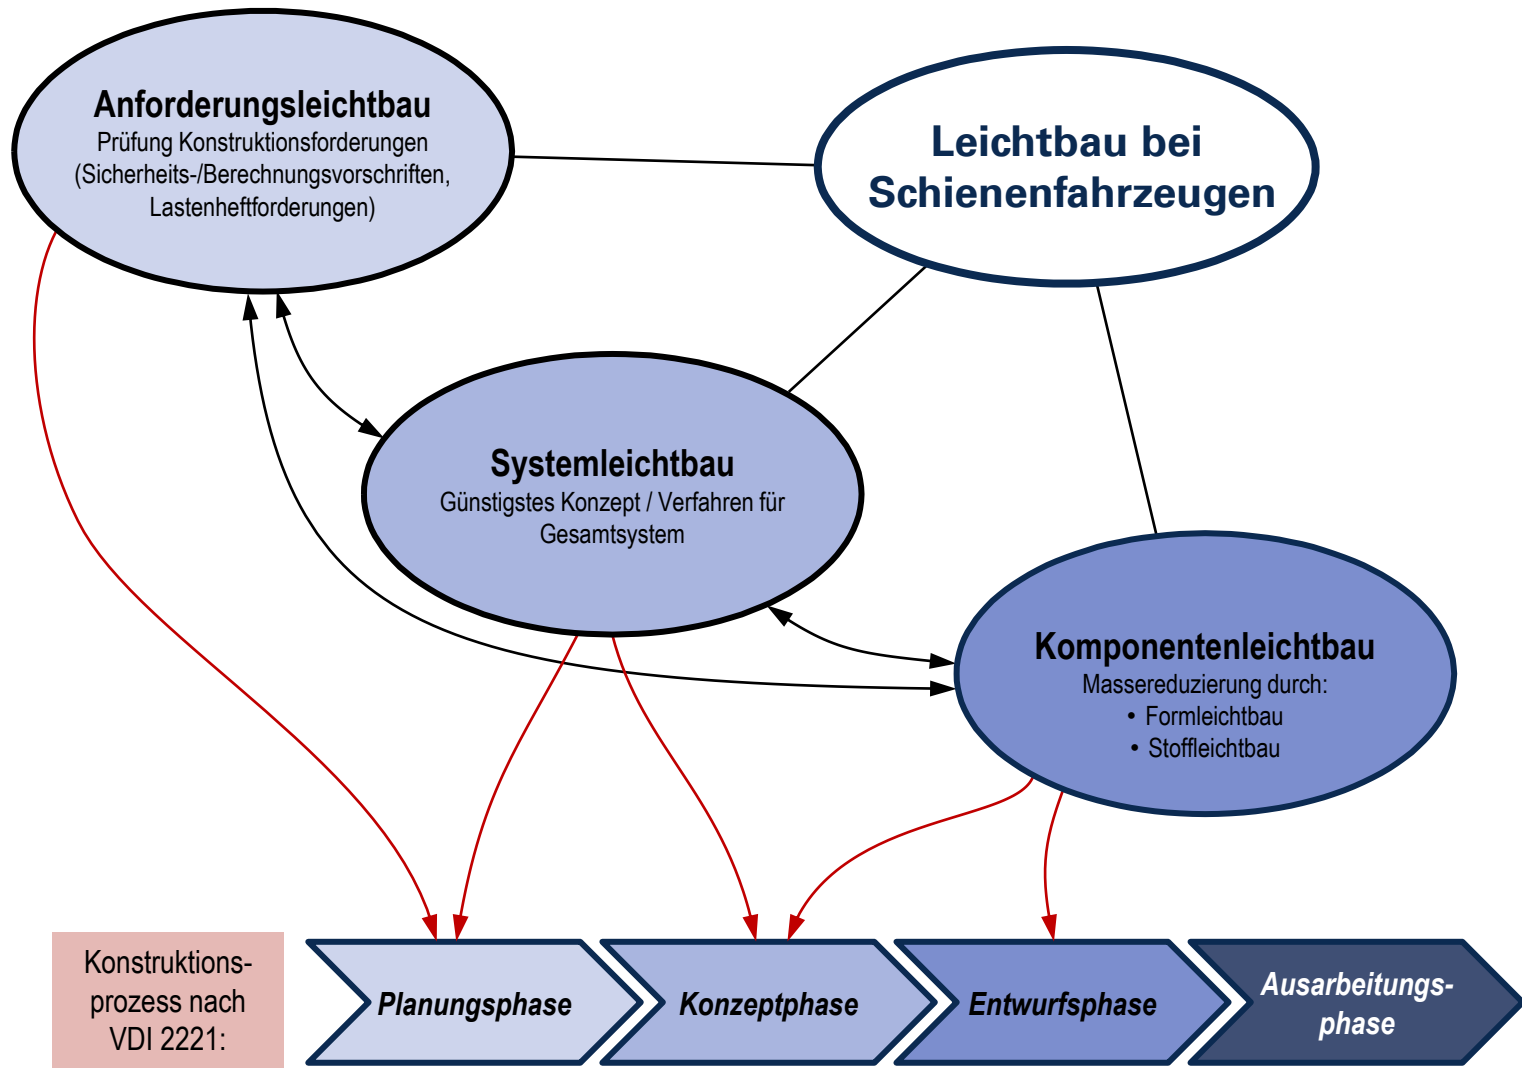 Anforderungsleichtbau
Prüfung Konstruktionsforderungen
(Sicherheits-/Berechnungsvorschriften,
Lastenheftforderungen)
Leichtbau bei
Schienenfahrzeugen
Systemleichtbau
Günstigstes Konzept / Verfahren für
Gesamtsystem
Komponentenleichtbau
Massereduzierung durch:
• Formleichtbau
• Stoffleichtbau
Konstruktions-
prozess nach
VDI 2221:
Planungsphase
Konzeptphase
Entwurfsphase
Ausarbeitungs-
phase